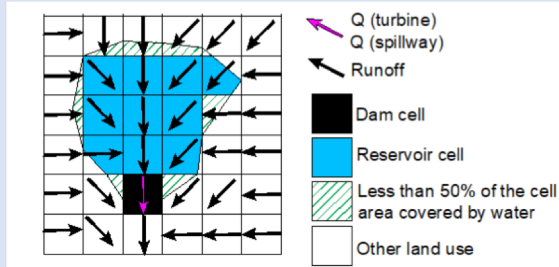 Q (turbine)
Q (spillway)
Runoff
Dam cell
Reservoir cell
Less than 50% of the cell
area covered by water
Other land use